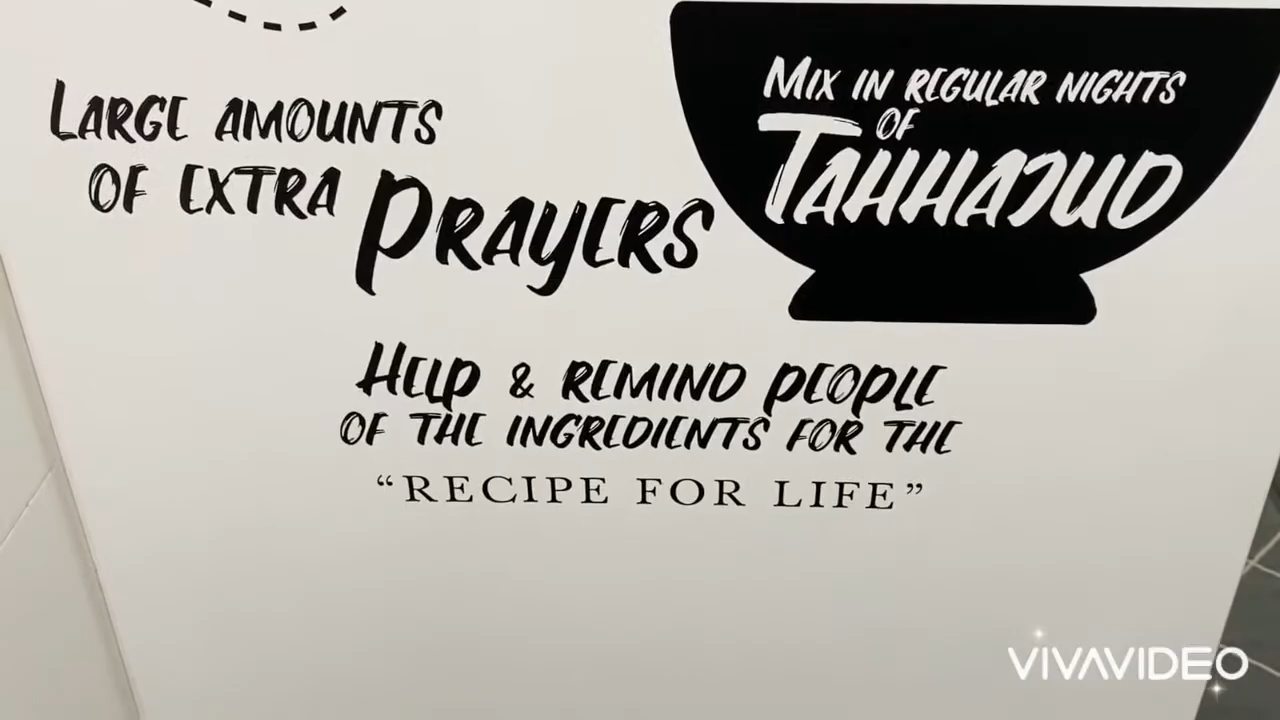 LARGE AMOUNTS
OF EXTRA PRAYERS
MIX IN REGULAR NIGHTS
OF
TAHHAJUD
HELP & REMIND PEOPLE
OF THE INGREDIENTS FOR THE
“RECIPE FOR LIFE”
VIVAVIDEO